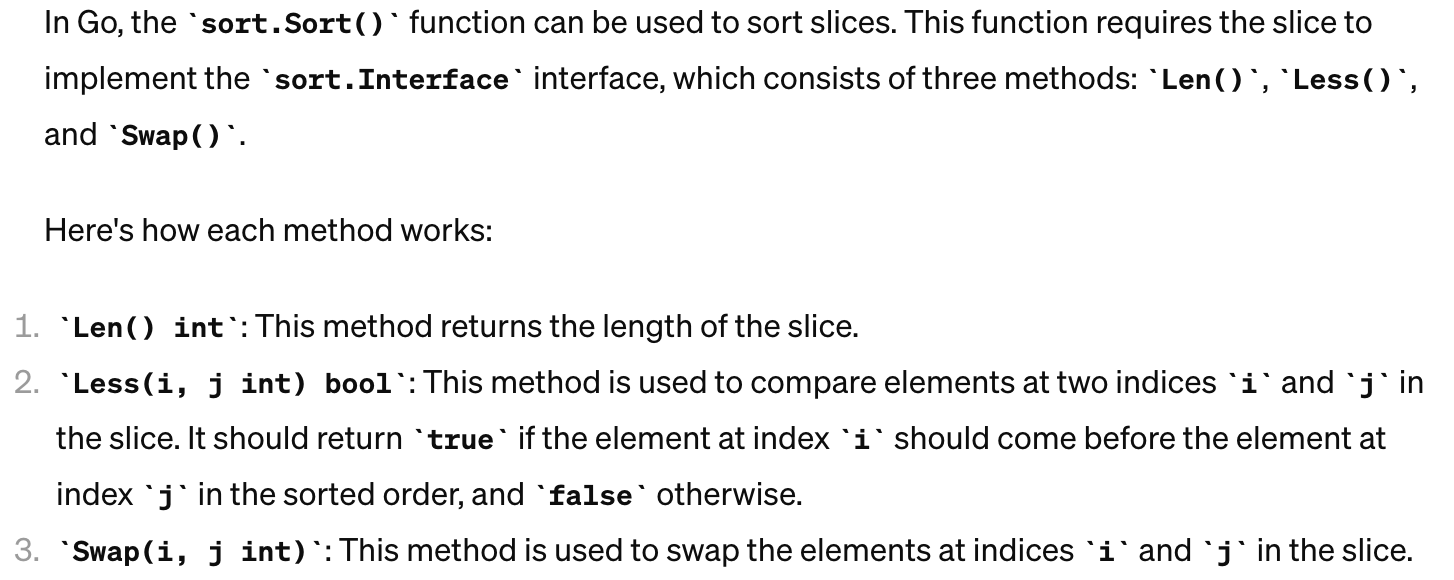 In Go, the `sort.Sort()` function can be used to sort slices. This function requires the slice to
implement the `sort.Interface` interface, which consists of three methods: `Len()`, `Less()`,
and `Swap()`.
Here's how each method works:
1. `Len() int`: This method returns the length of the slice.
2. `Less(i, j int) bool`: This method is used to compare elements at two indices `i` and `j` in
the slice. It should return `true` if the element at index `i` should come before the element at
index `j` in the sorted order, and `false` otherwise.
3. `Swap(i, j int)`: This method is used to swap the elements at indices `i` and `j` in the slice.